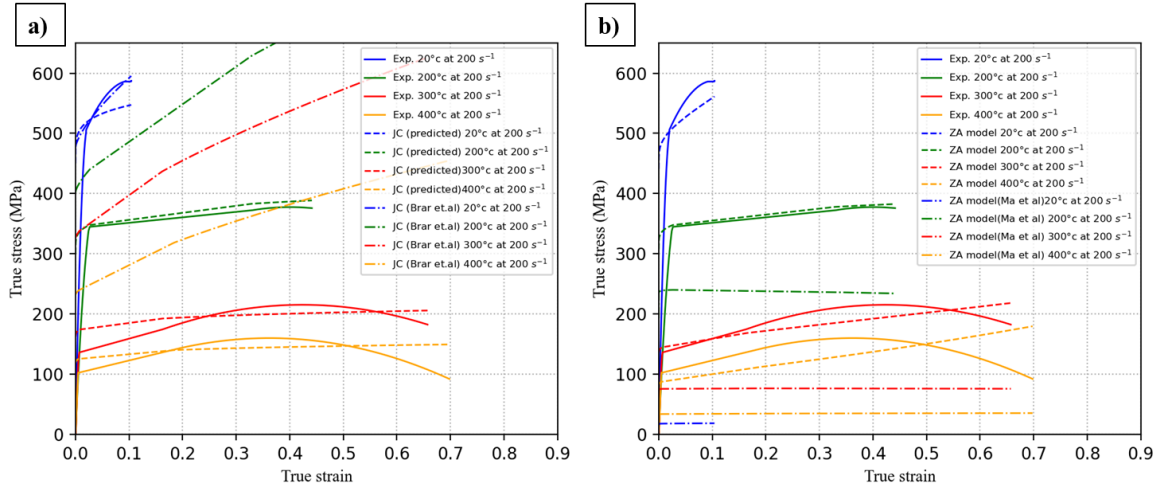 a)
True stress (MPa)
600
500
400
300
200
100
0
0.0 0.1 0.2 0.3 0.4 0.5 0.6 0.7 0.8 0.9
True strain
Exp. 20°c at 200 s⁻¹
Exp. 200°c at 200 s⁻¹
Exp. 300°c at 200 s⁻¹
Exp. 400°c at 200 s⁻¹
JC (predicted) 20°c at 200 s⁻¹
JC (predicted) 200°c at 200 s⁻¹
JC (predicted)300°c at 200 s⁻¹
JC (predicted)400°c at 200 s⁻¹
JC (Brar et.al) 20°c at 200 s⁻¹
JC (Brar et.al) 200°c at 200 s⁻¹
JC (Brar et.al) 300°c at 200 s⁻¹
JC (Brar et.al) 400°c at 200 s⁻¹
b)
True stress (MPa)
600
500
400
300
200
100
0
0.0 0.1 0.2 0.3 0.4 0.5 0.6 0.7 0.8 0.9
True strain
Exp. 20°c at 200 s⁻¹
Exp. 200°c at 200 s⁻¹
Exp. 300°c at 200 s⁻¹
Exp. 400°c at 200 s⁻¹
ZA model 20°c at 200 s⁻¹
ZA model 200°c at 200 s⁻¹
ZA model 300°c at 200 s⁻¹
ZA model 400°c at 200 s⁻¹
ZA model(Ma et al)20°c at 200 s⁻¹
ZA model(Ma et al) 200°c at 200 s⁻¹
ZA model(Ma et al) 300°c at 200 s⁻¹
ZA model(Ma et al) 400°c at 200 s⁻¹